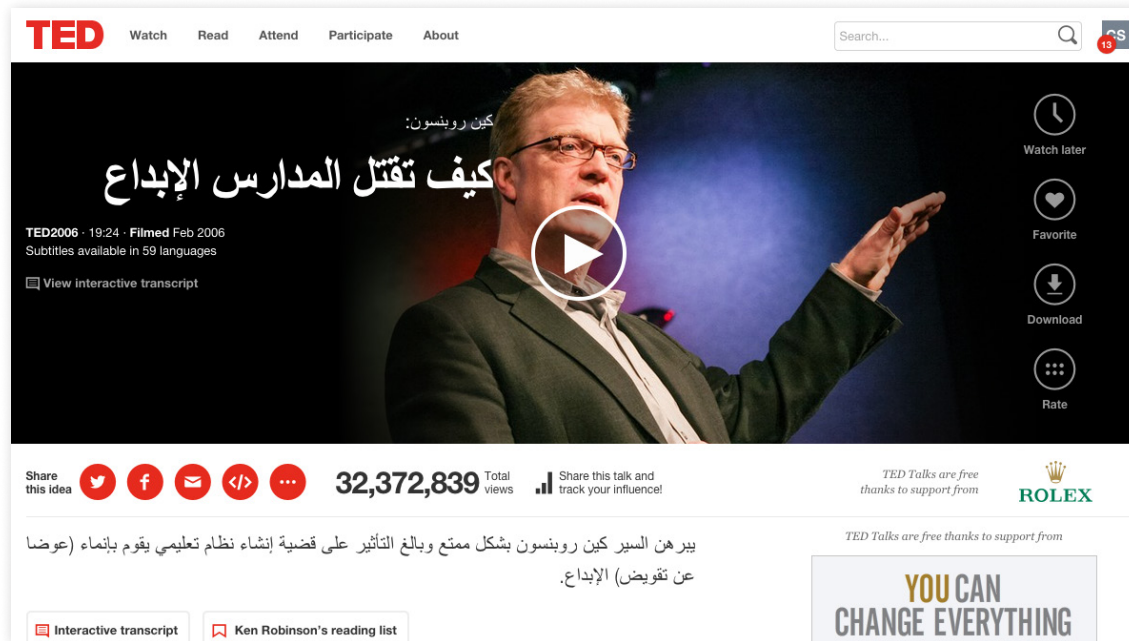 TED
Watch Read Attend Participate About
Search...
CS
13
كين روبنسون:
كيف تقتل المدارس الإبداع
TED2006 · 19:24 · Filmed Feb 2006
Subtitles available in 59 languages
View interactive transcript
Watch later
Favorite
Download
Rate
Share
this idea
32,372,839 Total
views
Share this talk and
track your influence!
TED Talks are free
thanks to support from
ROLEX
يبرهن السير كين روبنسون بشكل ممتع وبالغ التأثير على قضية إنشاء نظام تعليمي يقوم بإنماء (عوضا
عن تقويض) الإبداع.
Interactive transcript
Ken Robinson's reading list
TED Talks are free thanks to support from
YOU CAN
CHANGE EVERYTHING